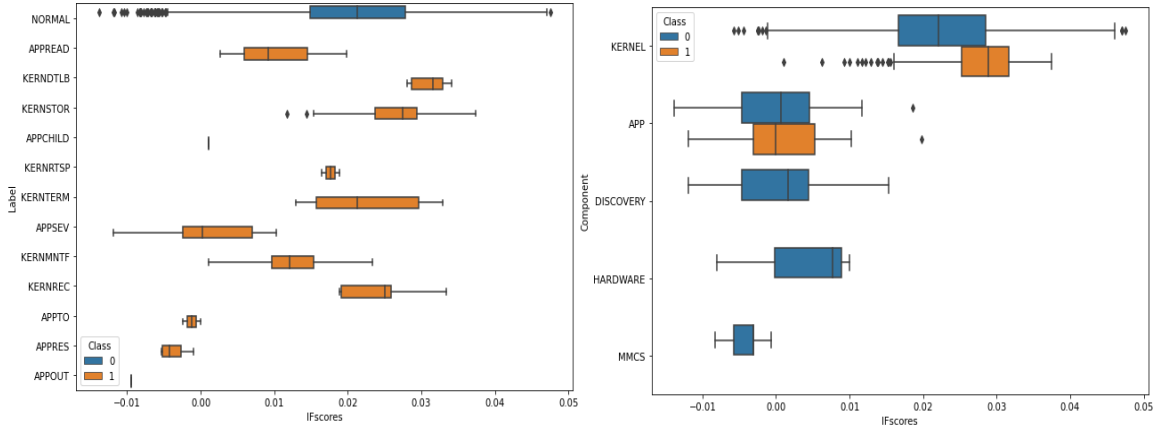 NORMAL
APPREAD
KERNDTLB
KERNSTOR
APPCHILD
KERNRTSP
KERNTERM
APPSEV
KERNMNTF
KERNREC
APPTO
APPRES
APPOUT
Label
Class
0
1
−0.01 0.00 0.01 0.02 0.03 0.04 0.05
IFscores
Class
0
1
KERNEL
APP
DISCOVERY
HARDWARE
MMCS
Component
−0.01 0.00 0.01 0.02 0.03 0.04 0.05
IFscores